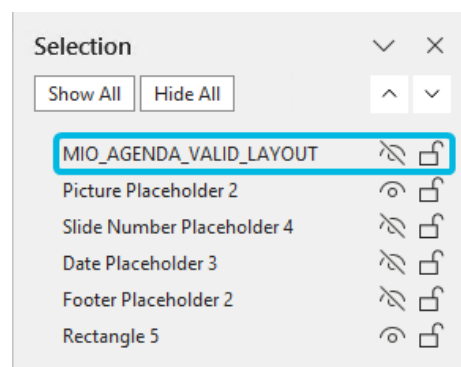 Selection
Show All Hide All
MIO_AGENDA_VALID_LAYOUT
Picture Placeholder 2
Slide Number Placeholder 4
Date Placeholder 3
Footer Placeholder 2
Rectangle 5